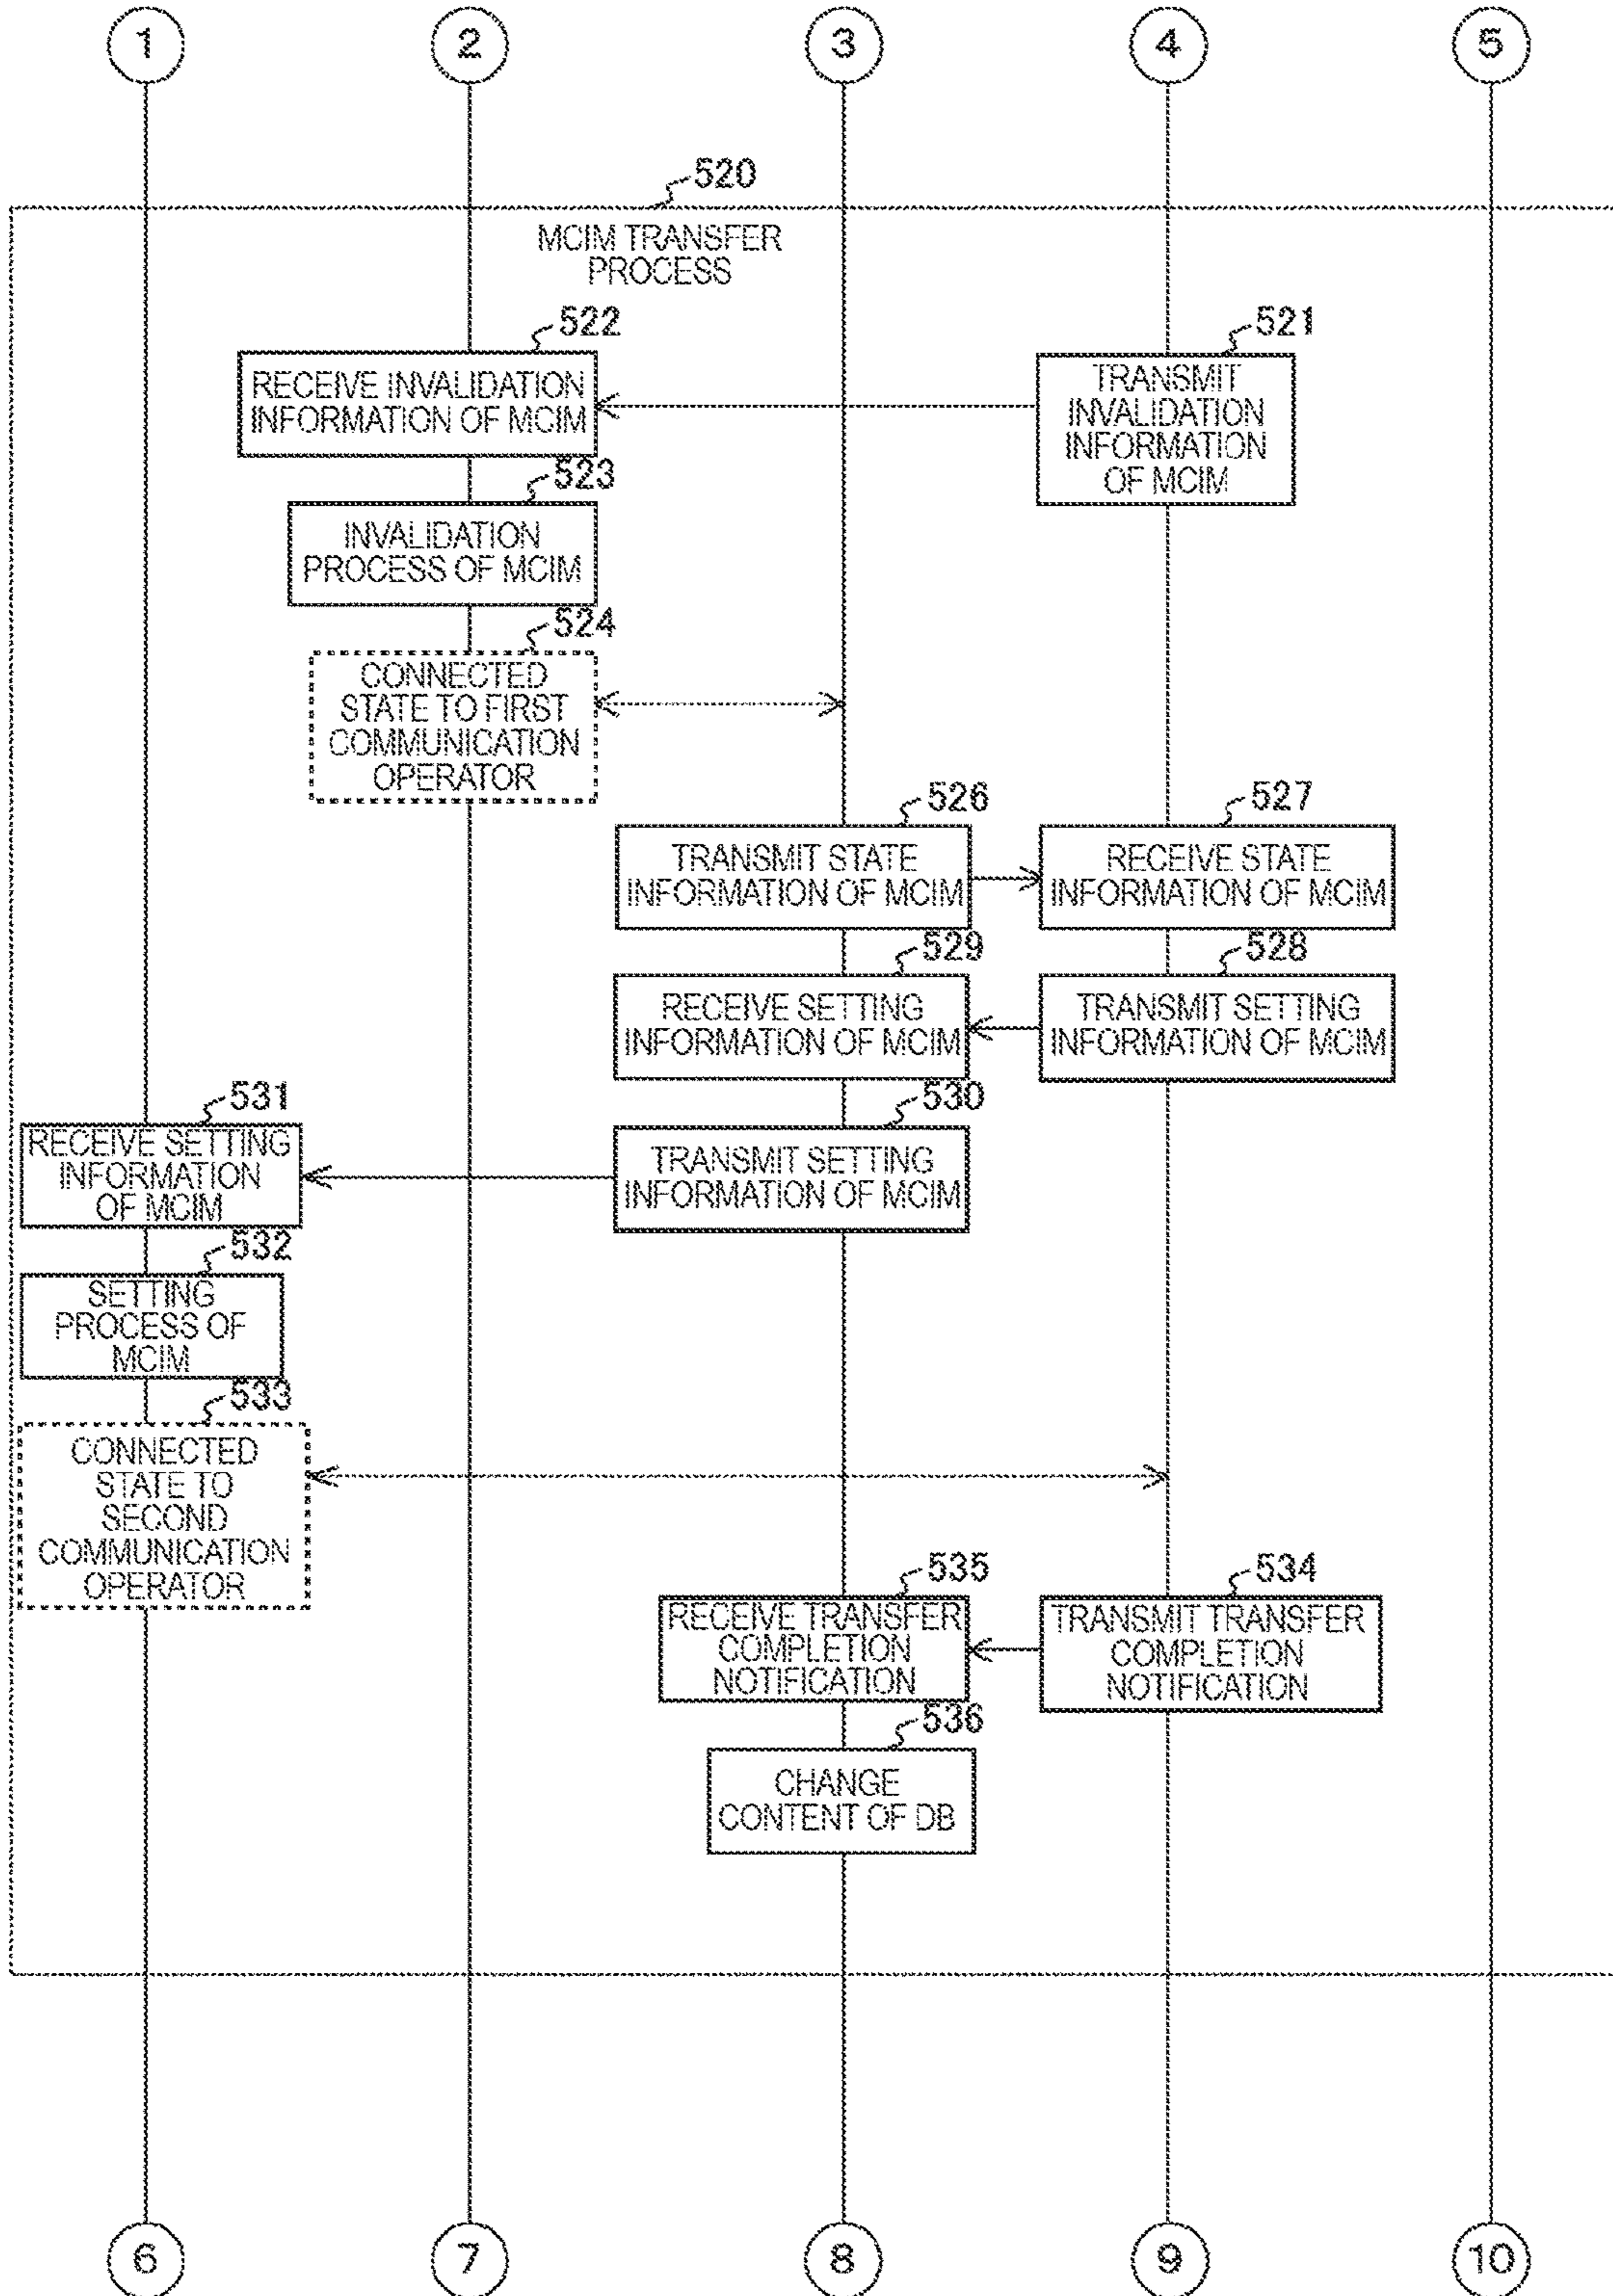 1
2
3
4
5
520
MCIM TRANSFER
PROCESS
522
RECEIVE INVALIDATION
INFORMATION OF MCIM
521
TRANSMIT
INVALIDATION
INFORMATION
OF MCIM
523
INVALIDATION
PROCESS OF MCIM
524
CONNECTED
STATE TO FIRST
COMMUNICATION
OPERATOR
526
TRANSMIT STATE
INFORMATION OF MCIM
527
RECEIVE STATE
INFORMATION OF MCIM
529
RECEIVE SETTING
INFORMATION OF MCIM
528
TRANSMIT SETTING
INFORMATION OF MCIM
531
RECEIVE SETTING
INFORMATION
OF MCIM
530
TRANSMIT SETTING
INFORMATION OF MCIM
532
SETTING
PROCESS OF
MCIM
533
CONNECTED
STATE TO
SECOND
COMMUNICATION
OPERATOR
535
RECEIVE TRANSFER
COMPLETION
NOTIFICATION
534
TRANSMIT TRANSFER
COMPLETION
NOTIFICATION
536
CHANGE
CONTENT OF DB
6
7
8
9
10